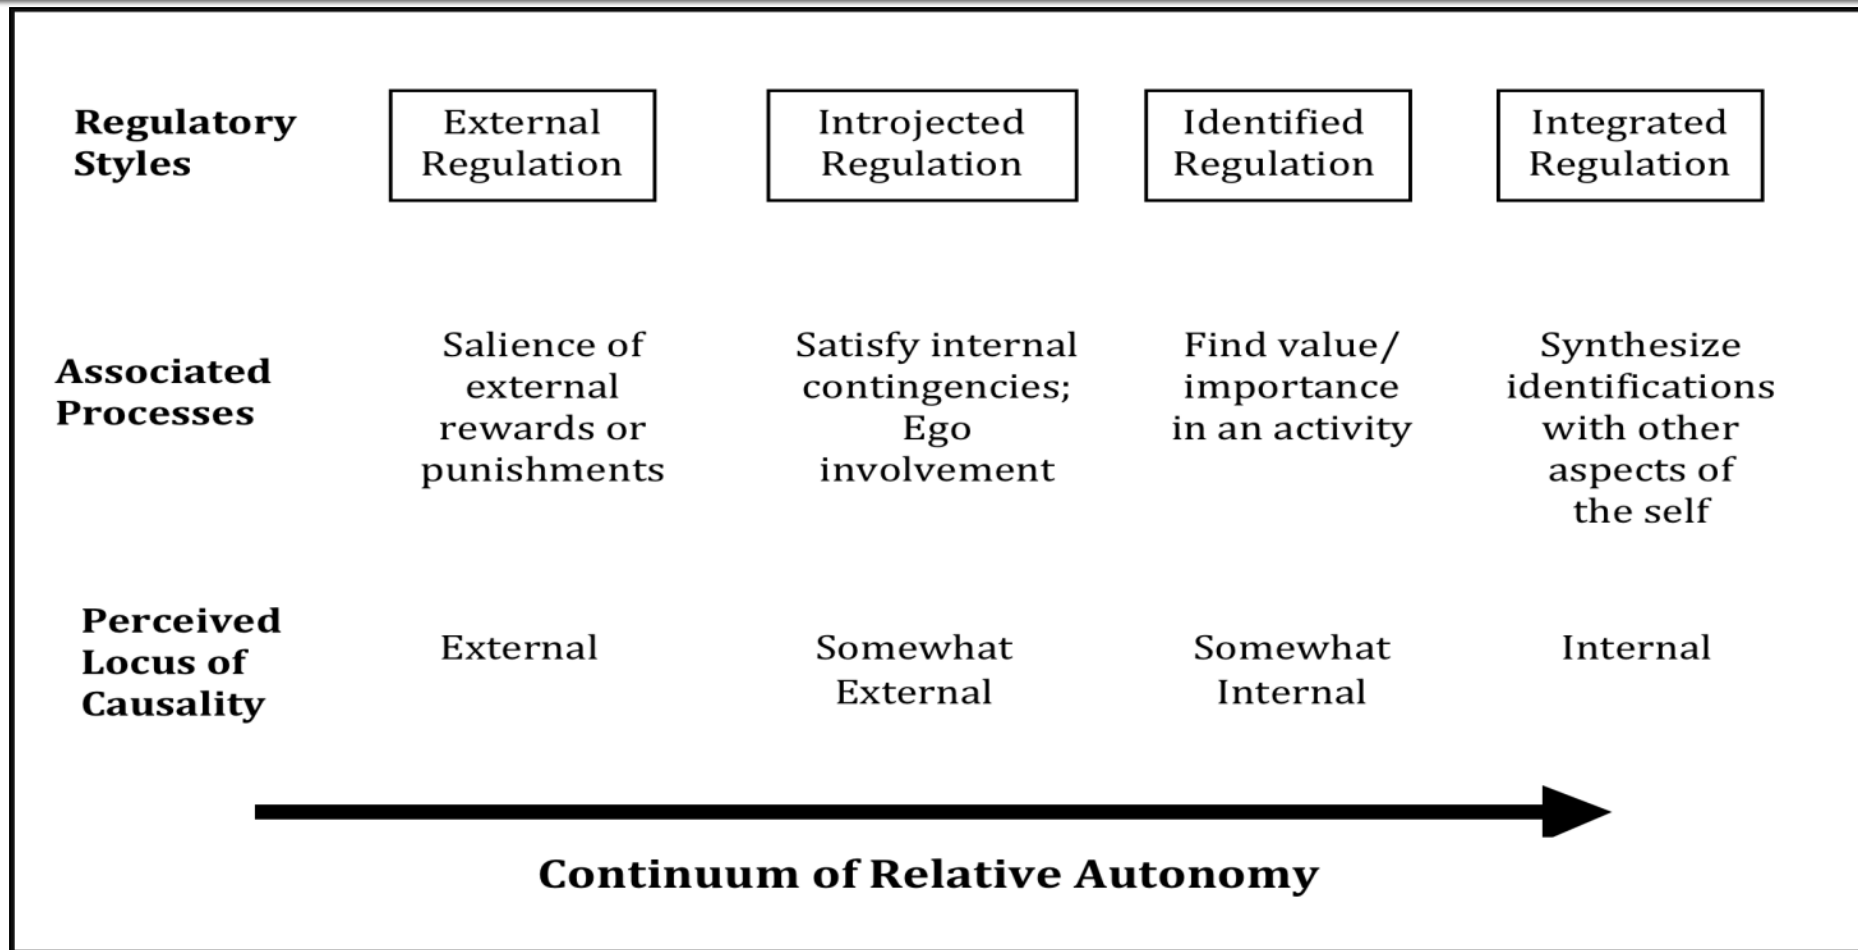 Regulatory
Styles
External
Regulation
Introjected
Regulation
Identified
Regulation
Integrated
Regulation
Associated
Processes
Salience of
external
rewards or
punishments
Satisfy internal
contingencies;
Ego
involvement
Find value/
importance
in an activity
Synthesize
identifications
with other
aspects of
the self
Perceived
Locus of
Causality
External
Somewhat
External
Somewhat
Internal
Internal
Continuum of Relative Autonomy